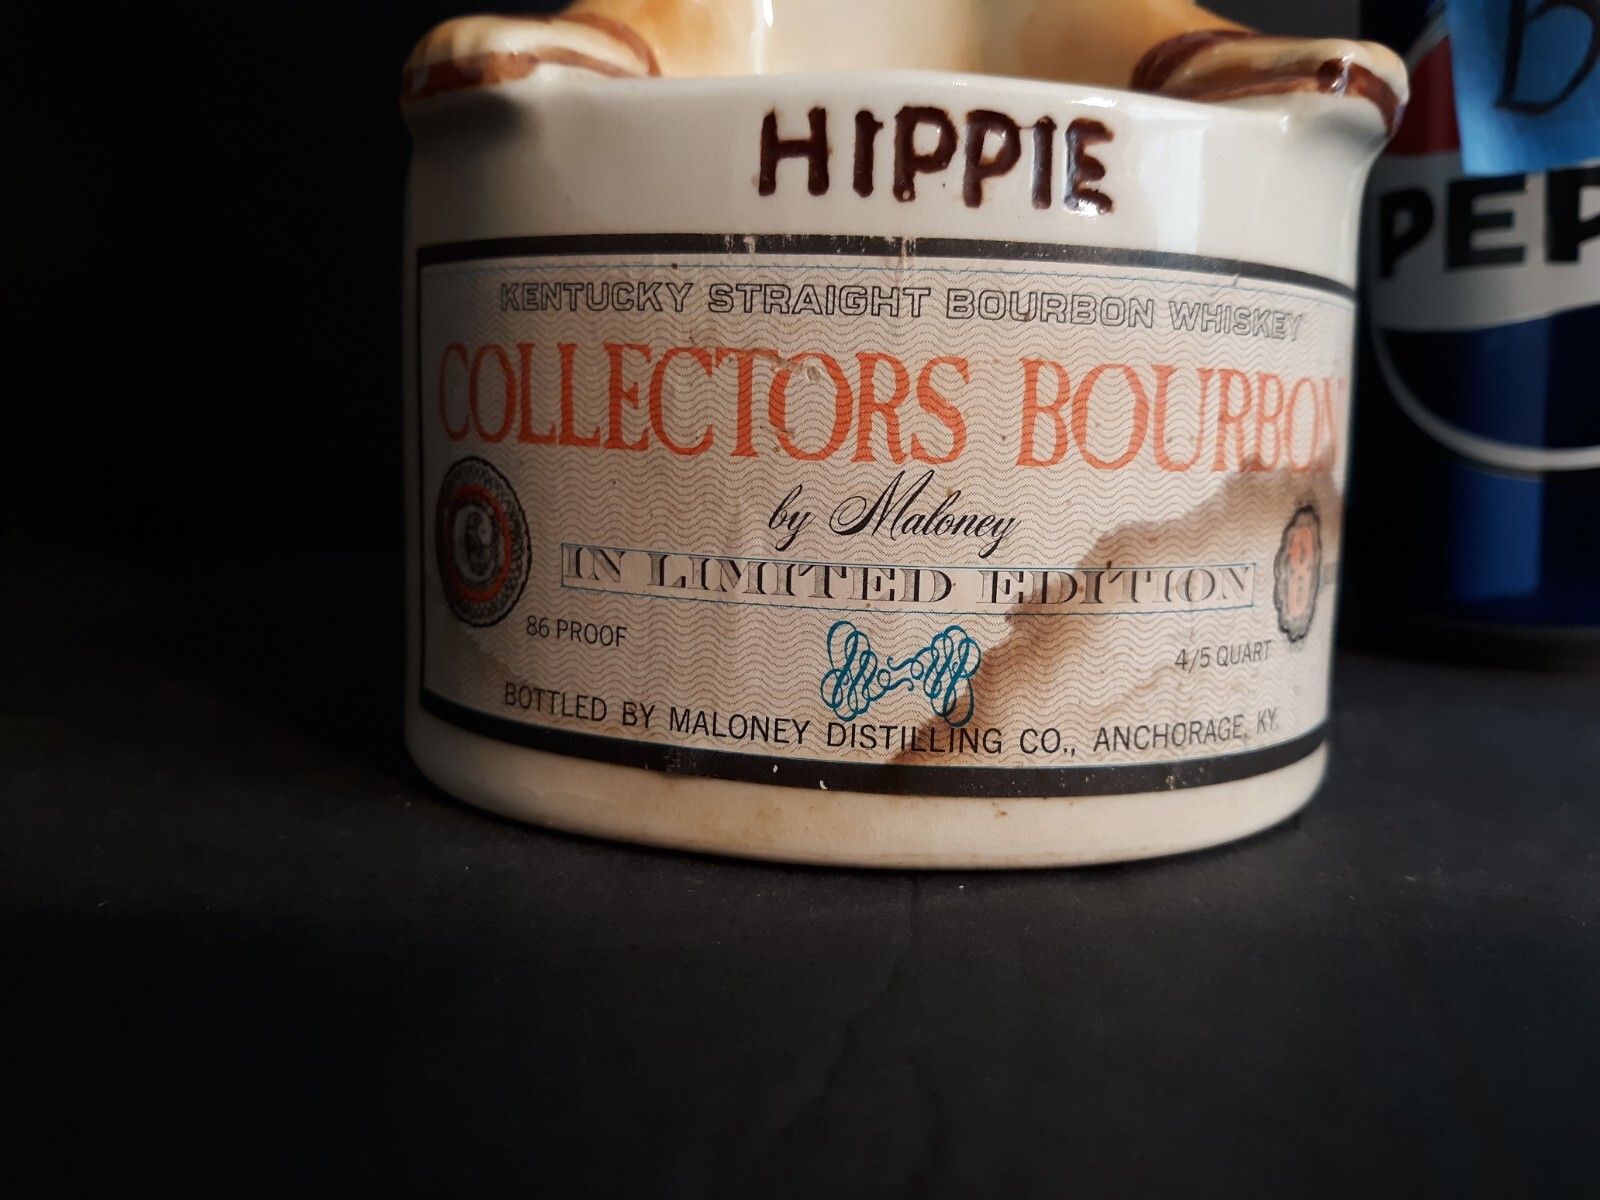 HIPPIE
KENTUCKY STRAIGHT BOURBON WHISKEY
COLLECTORS BOURBON
by Maloney
IN LIMITED EDITION
C
8
86 PROOF
4/5 QUART
BOTTLED BY MALONEY DISTILLING CO., ANCHORAGE, KY.
B
PEP